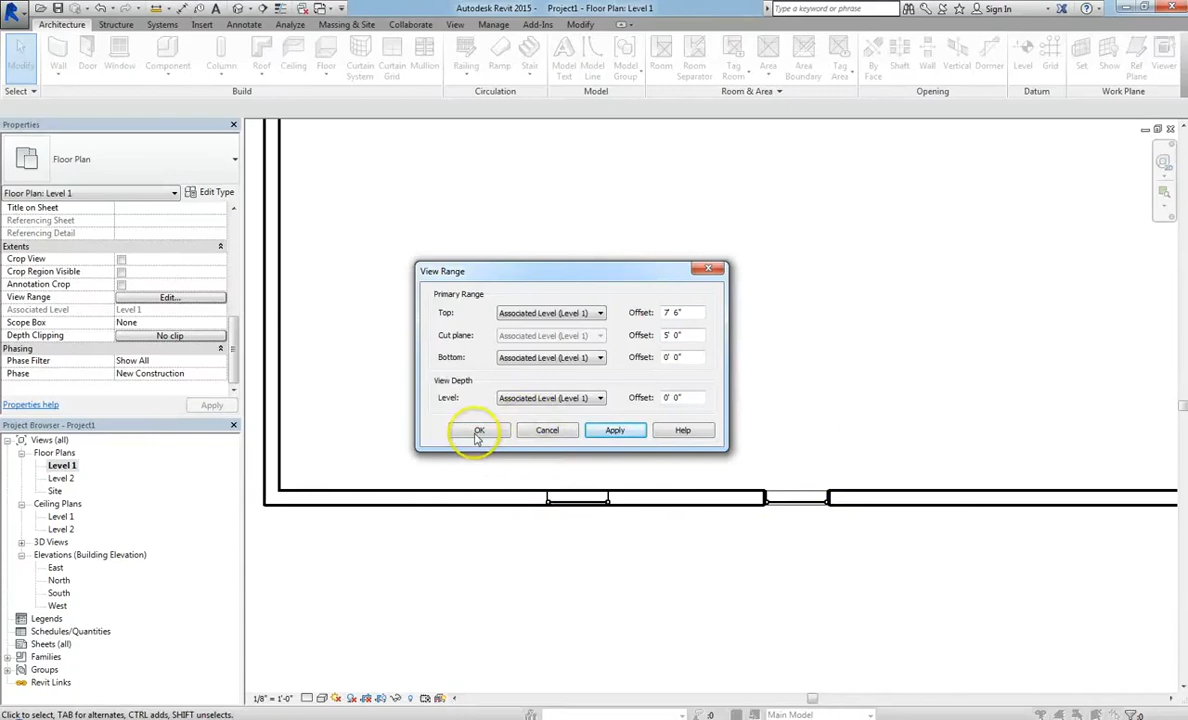 Autodesk Revit 2015 - Project1 - Floor Plan: Level 1
Type a keyword or phrase
Sign In
Architecture Structure Systems Insert Annotate Analyze Massing & Site Collaborate View Manage Add-Ins Modify
Modify Wall Door Window Component Column Roof Ceiling Floor Curtain System Curtain Grid Mullion Railing Ramp Stair Model Text Model Line Model Group Room Room Separator Tag Room Area Area Boundary Tag Area By Face Shaft Wall Vertical Dormer Level Grid Set Show Ref Plane Viewer
Select Build Circulation Model Room & Area Opening Datum Work Plane
Properties
Floor Plan
Floor Plan: Level 1 Edit Type
Title on Sheet
Referencing Sheet
Referencing Detail
Extents
Crop View
Crop Region Visible
Annotation Crop
View Range Edit...
Associated Level Level 1
Scope Box None
Depth Clipping No clip
Phasing
Phase Filter Show All
Phase New Construction
Properties help Apply
Project Browser - Project1
Views (all)
Floor Plans
Level 1
Level 2
Site
Ceiling Plans
Level 1
Level 2
3D Views
Elevations (Building Elevation)
East
North
South
West
Legends
Schedules/Quantities
Sheets (all)
Families
Groups
Revit Links
View Range
Primary Range
Top: Associated Level (Level 1) Offset: 7' 6"
Cut plane: Associated Level (Level 1) Offset: 5' 0"
Bottom: Associated Level (Level 1) Offset: 0' 0"
View Depth
Level: Associated Level (Level 1) Offset: 0' 0"
OK Cancel Apply Help
1/8" = 1'-0"
Click to select, TAB for alternates, CTRL adds, SHIFT unselects.
:0 Main Model :0